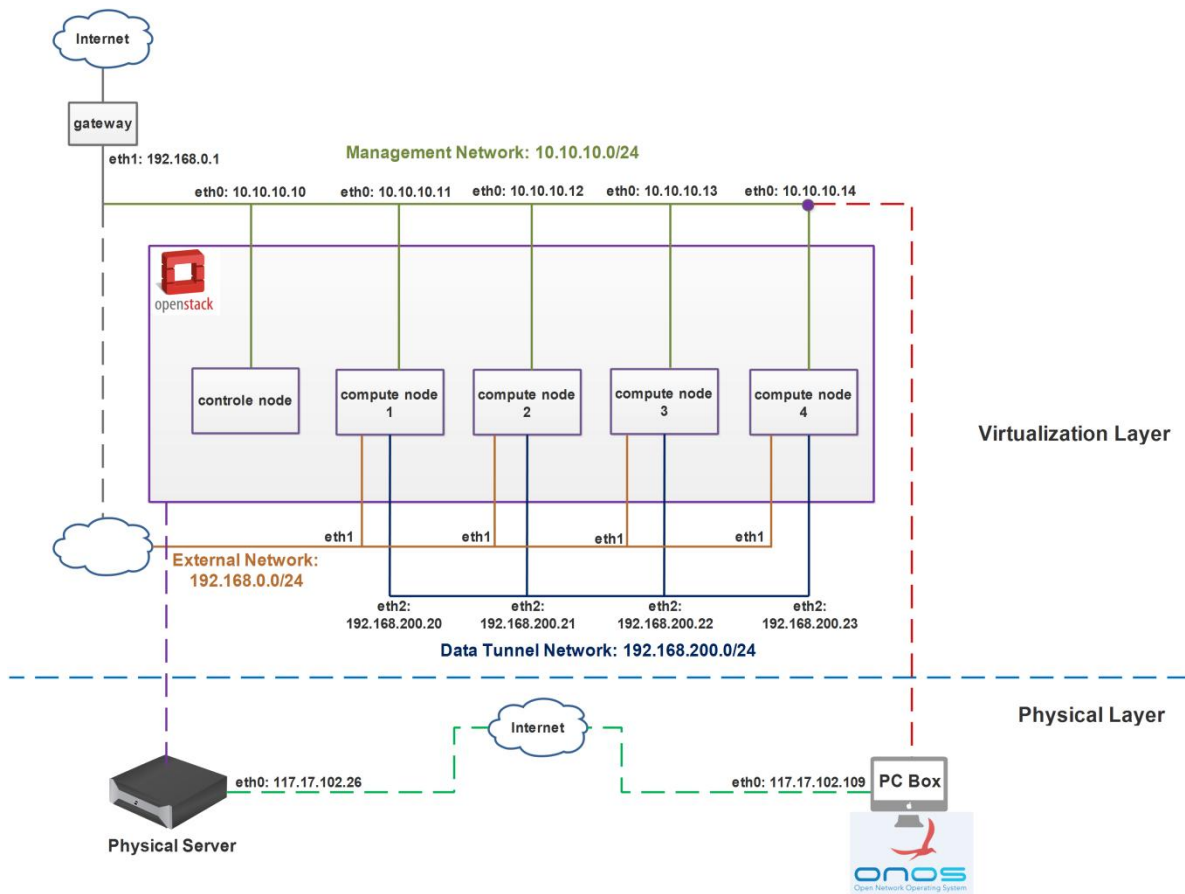 Internet
gateway
eth1: 192.168.0.1
Management Network: 10.10.10.0/24
eth0: 10.10.10.10
eth0: 10.10.10.11
eth0: 10.10.10.12
eth0: 10.10.10.13
eth0: 10.10.10.14
openstack
controle node
compute node
1
compute node
2
compute node
3
compute node
4
Virtualization Layer
eth1
eth1
eth1
eth1
External Network:
192.168.0.0/24
eth2:
192.168.200.20
eth2:
192.168.200.21
eth2:
192.168.200.22
eth2:
192.168.200.23
Data Tunnel Network: 192.168.200.0/24
Physical Layer
Internet
eth0: 117.17.102.26
eth0: 117.17.102.109
PC Box
Physical Server
onos
Open Network Operating System